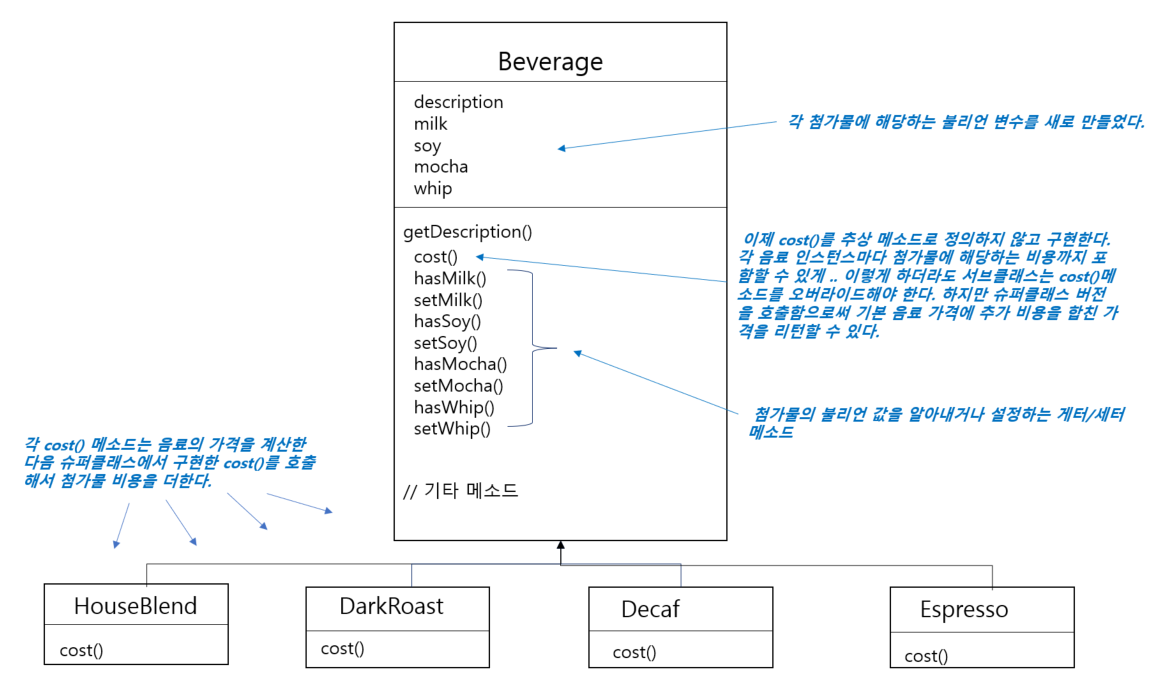 Beverage
description
milk
soy
mocha
whip
각 첨가물에 해당하는 불리언 변수를 새로 만들었다.
getDescription()
cost()
hasMilk()
setMilk()
hasSoy()
setSoy()
hasMocha()
setMocha()
hasWhip()
setWhip()
// 기타 메소드
이제 cost()를 추상 메소드로 정의하지 않고 구현한다.
각 음료 인스턴스마다 첨가물에 해당하는 비용까지 포
함할 수 있게 .. 이렇게 하더라도 서브클래스는 cost()메
소드를 오버라이드해야 한다. 하지만 슈퍼클래스 버전
을 호출함으로써 기본 음료 가격에 추가 비용을 합친 가
격을 리턴할 수 있다.
첨가물의 불리언 값을 알아내거나 설정하는 게터/세터
메소드
각 cost() 메소드는 음료의 가격을 계산한
다음 슈퍼클래스에서 구현한 cost()를 호출
해서 첨가물 비용을 더한다.
HouseBlend
cost()
DarkRoast
cost()
Decaf
cost()
Espresso
cost()